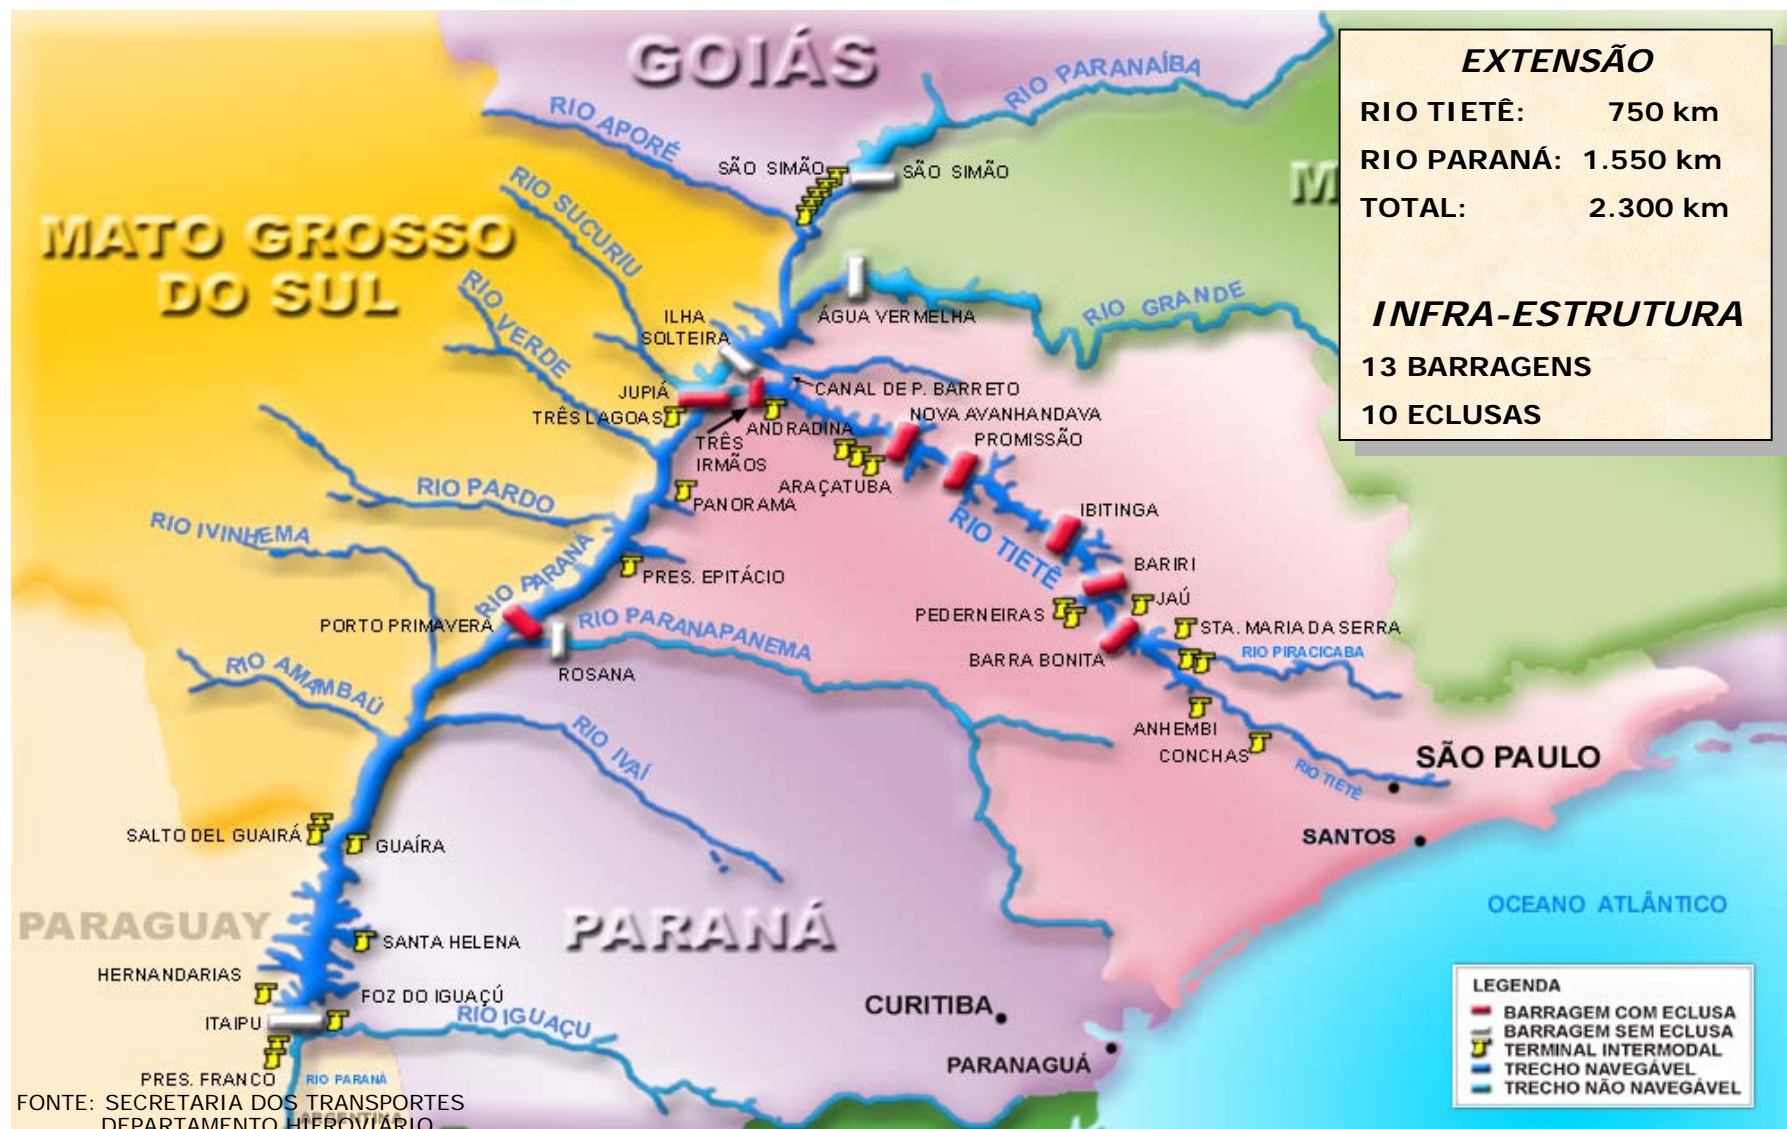 GOIÁS
RIO PARANAÍBA
RIO APORÉ
SÃO SIMÃO
SÃO SIMÃO
M
EXTENSÃO
RIO TIETÊ: 750 km
RIO PARANÁ: 1.550 km
TOTAL: 2.300 km
INFRA-ESTRUTURA
13 BARRAGENS
10 ECLUSAS
MATO GROSSO
DO SUL
RIO SUCURIU
RIO VERDE
ILHA
SOLTEIRA
ÁGUA VERMELHA
RIO GRANDE
JUPIÁ
TRÊS LAGOAS
CANAL DE P. BARRETO
NOVA AVANHANDAVA
ANDRADINA
PROMISSÃO
TRÊS
IRMÃOS
ARAÇATUBA
RIO PARDO
PANORAMA
IBITINGA
RIO IVINHEMA
RIO TIETÊ
RIO PARANÁ
PRES. EPITÁCIO
BARIRI
JAÚ
PEDERNEIRAS
PORTO PRIMAVERA
RIO PARANAPANEMA
STA. MARIA DA SERRA
RIO PIRACICABA
BARRA BONITA
ROSANA
RIO AMAMBAÚ
RIO IVAÍ
ANHEMBI
CONCHAS
RIO TIETÊ
SÃO PAULO
SALTO DEL GUAIRÁ
GUAÍRA
SANTOS
PARAGUAY
PARANÁ
OCEANO ATLÂNTICO
SANTA HELENA
HERNANDARIAS
FOZ DO IGUAÇÚ
ITAIPU
RIO IGUAÇU
CURITIBA
PARANAGUÁ
PRES. FRANCO
RIO PARANÁ
LEGENDA
BARRAGEM COM ECLUSA
BARRAGEM SEM ECLUSA
TERMINAL INTERMODAL
TRECHO NAVEGÁVEL
TRECHO NÃO NAVEGÁVEL
FONTE: SECRETARIA DOS TRANSPORTES
ARGENTINA
DEPARTAMENTO HIEROVIÁRIO